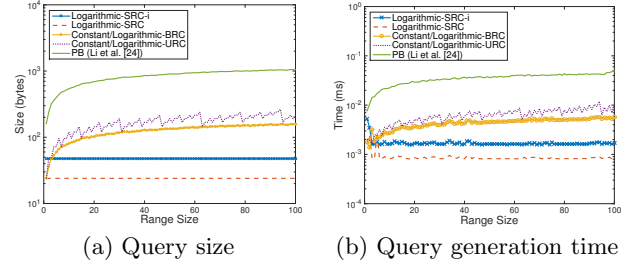 Logarithmic-SRC-i
Logarithmic-SRC
Constant/Logarithmic-BRC
Constant/Logarithmic-URC
PB (Li et al. [24])
Size (bytes)
10^4
10^3
10^2
10^1
0 20 40 60 80 100
Range Size
(a) Query size
Logarithmic-SRC-i
Logarithmic-SRC
Constant/Logarithmic-BRC
Constant/Logarithmic-URC
PB (Li et al. [24])
Time (ms)
10^0
10^-1
10^-2
10^-3
10^-4
0 20 40 60 80 100
Range Size
(b) Query generation time